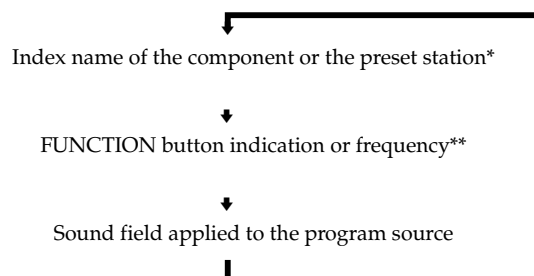 Index name of the component or the preset station*
FUNCTION button indication or frequency**
Sound field applied to the program source